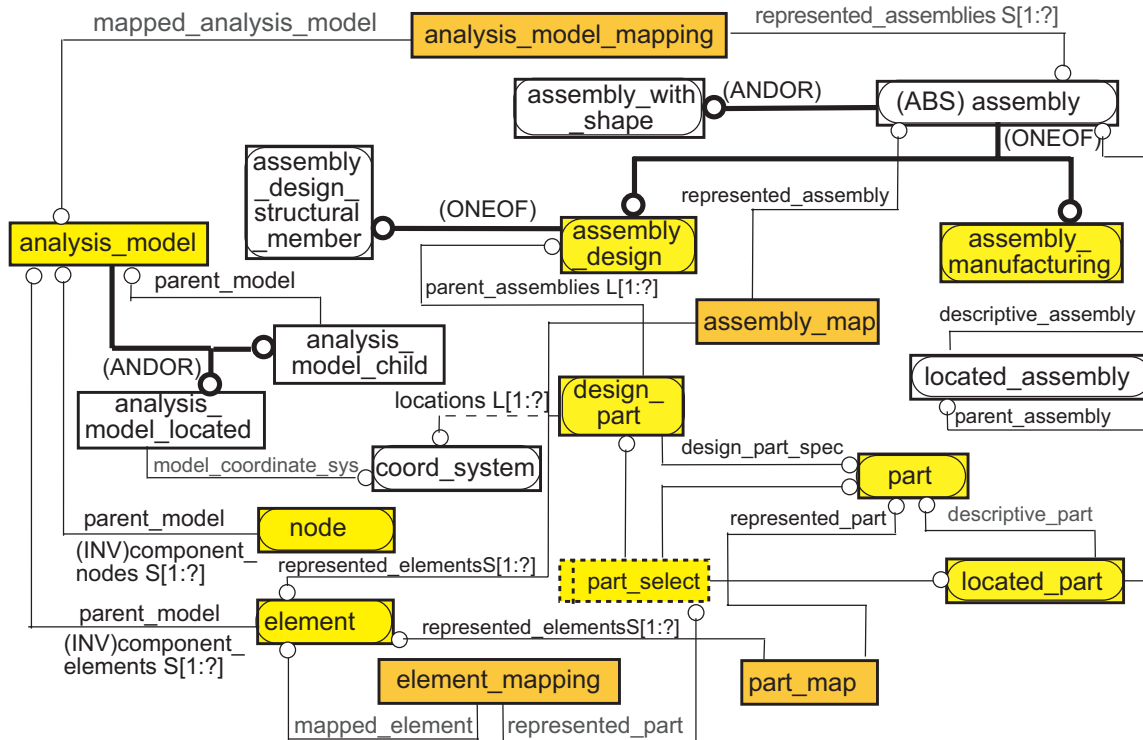 mapped_analysis_model
analysis_model_mapping
represented_assemblies S[1:?]
assembly_with
_shape
(ANDOR)
(ABS) assembly
(ONEOF)
assembly
_design_
structural
_member
(ONEOF)
represented_assembly
analysis_model
assembly
_design
assembly_
manufacturing
parent_model
parent_assemblies L[1:?]
assembly_map
descriptive_assembly
analysis_
model_child
(ANDOR)
located_assembly
analysis_
model_located
locations L[1:?]
design_
part
parent_assembly
model_coordinate_sys
coord_system
design_part_spec
part
parent_model
node
represented_part
descriptive_part
(INV)component_
nodes S[1:?]
represented_elementsS[1:?]
part_select
located_part
parent_model
element
represented_elementsS[1:?]
(INV)component_
elements S[1:?]
element_mapping
part_map
mapped_element
represented_part